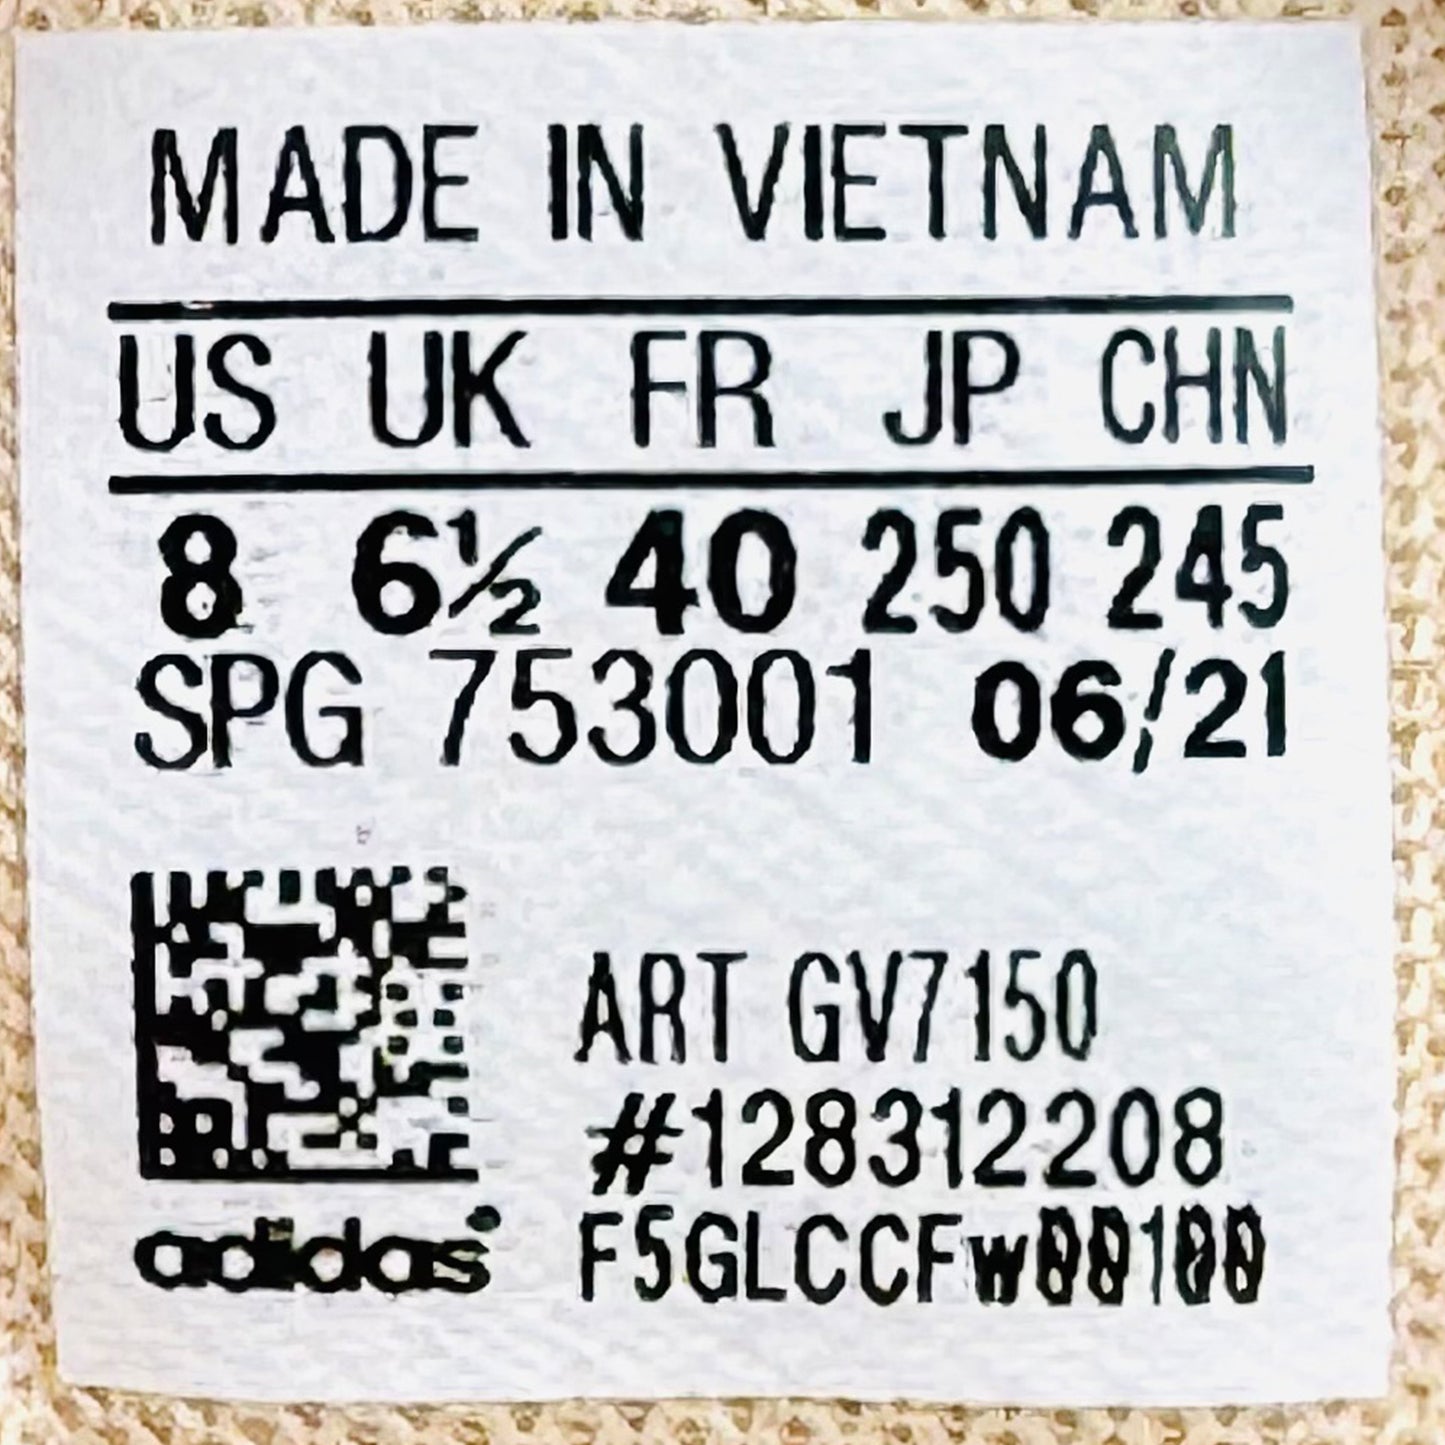 MADE IN VIETNAM
US UK FR JP CHN
8 6½ 40 250 245
SPG 753001 06/21
ART GV7150
#128312208
adidas F5GLCCFw00100